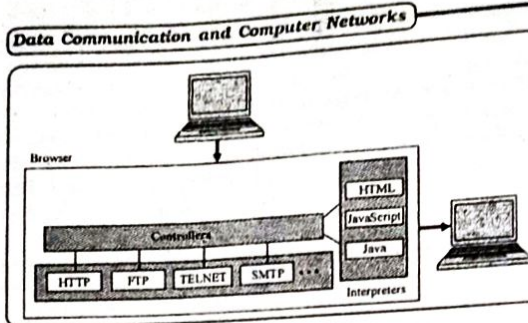 Data Communication and Computer Networks
Browser
HTML
JavaScript
Java
Controllers
HTTP
FTP
TELNET
SMTP
Interpreters